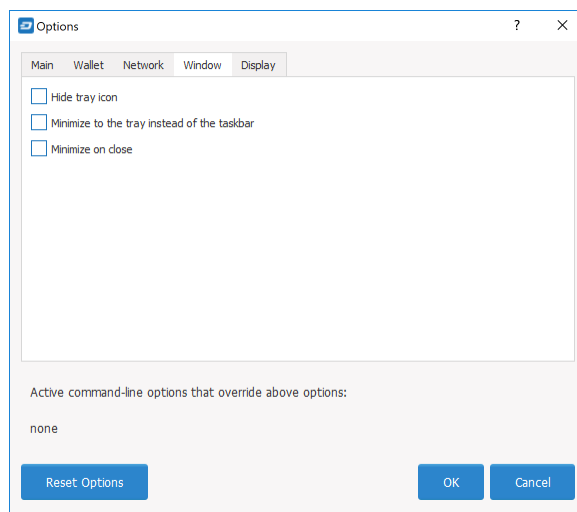 Options
Main Wallet Network Window Display
Hide tray icon
Minimize to the tray instead of the taskbar
Minimize on close
Active command-line options that override above options:
none
Reset Options OK Cancel